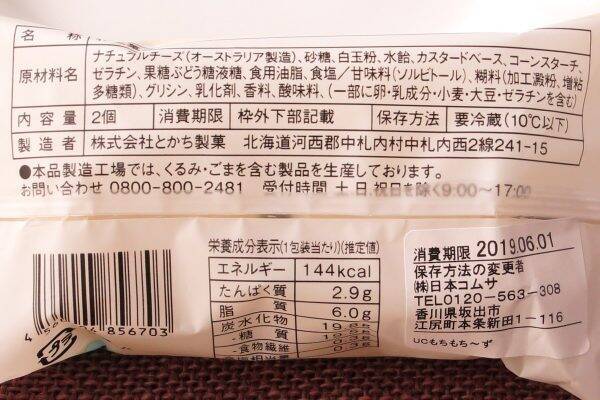 名
原材料名
ナチュラルチーズ(オーストラリア製造)、砂糖、白玉粉、水飴、カスタードベース、コーンスターチ、
ゼラチン、果糖ぶどう糖液糖、食用油脂、食塩／甘味料(ソルビトール)、糊料(加工澱粉、増粘
多糖類)、グリシン、乳化剤、香料、酸味料、(一部に卵・乳成分・小麦・大豆・ゼラチンを含む)
内容量 2個 消費期限 枠外下部記載 保存方法 要冷蔵(10℃以下)
製造者 株式会社とかち製菓 北海道河西郡中札内村中札内西2線241-15
●本品製造工場では、くるみ・ごまを含む製品を生産しております。
お問い合わせ 0800-800-2481 受付時間 土日祝日を除く9:00～17:00
栄養成分表示(1包装当たり)(推定値)
エネルギー 144kcal
たんぱく質 2.9g
脂質 6.0g
炭水化物
-糖質
-食物繊維
856703
消費期限 2019.06.01
保存方法の変更者
㈱日本コムサ
TEL0120-563-308
香川県坂出市
江尻町本条新田1-116
UCもちもち～ず